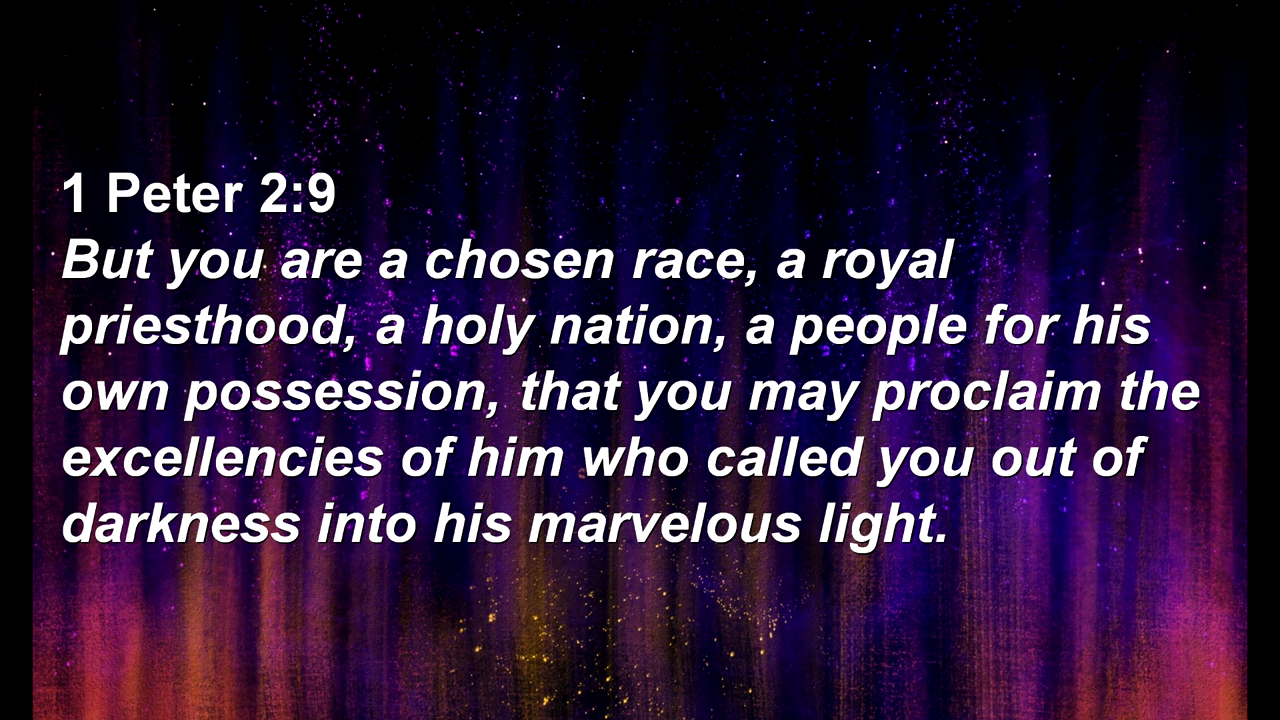 1 Peter 2:9
But you are a chosen race, a royal
priesthood, a holy nation, a people for his
own possession, that you may proclaim the
excellencies of him who called you out of
darkness into his marvelous light.